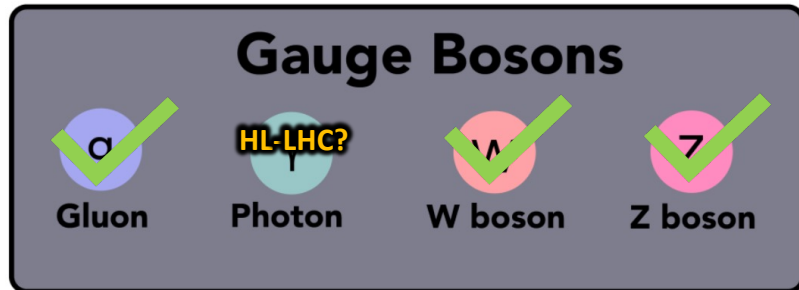 Gauge Bosons
g
HL-LHC?
γ
W
Z
Gluon
Photon
W boson
Z boson